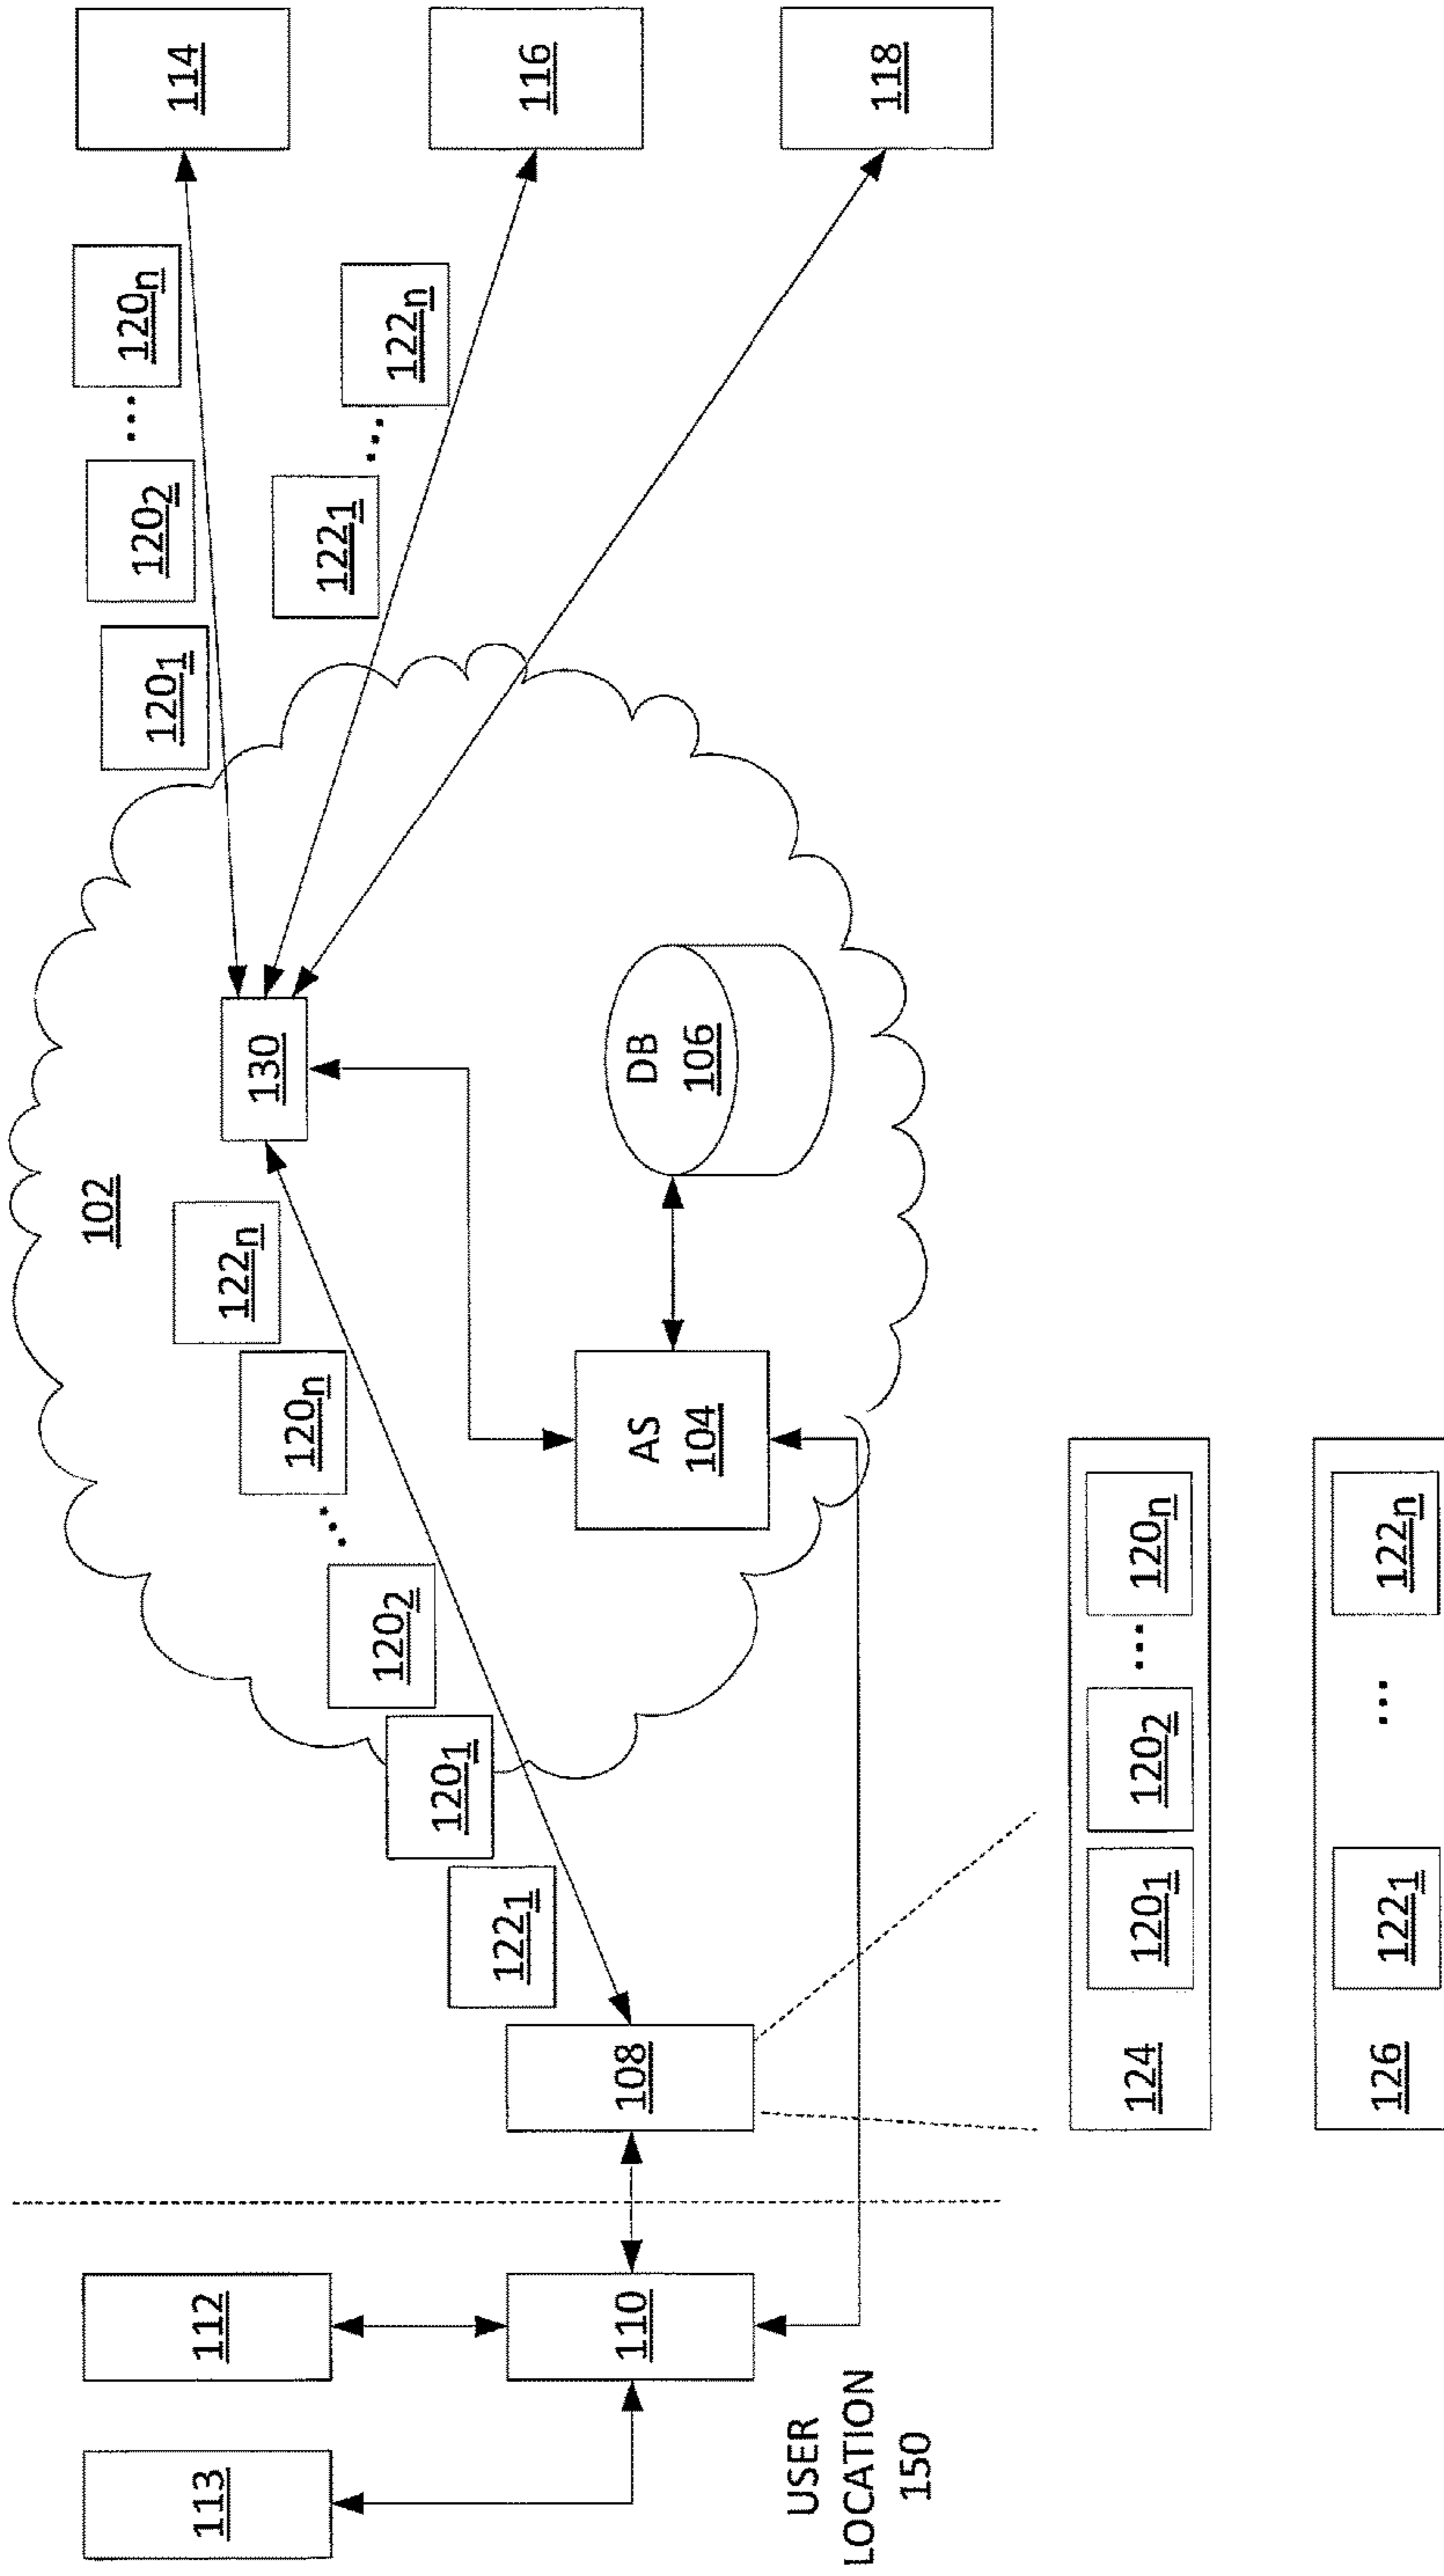 102
120n
...
120₂
120₁
114
113
112
122n
130
120n
...
120₂
120₁
122₁
122₁
...
122n
116
110
108
AS
104
DB
106
118
USER
LOCATION
150
124 120₁ 120₂ ... 120n
126 122₁ ... 122n